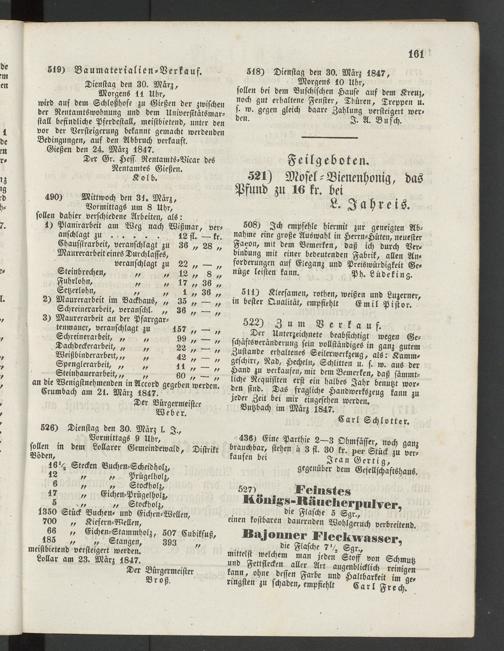 161
519) Baumaterialien-Verkauf.
Dienstag den 30. März,
Morgens 11 Uhr,
wird auf dem Schloßhofe zu Gießen der zwischen
der Rentamtswohnung und dem Universitätsmar-
stall befindliche Pferdestall, meistbietend, unter den
vor der Versteigerung bekannt gemacht werdenden
Bedingungen, auf den Abbruch verkauft.
Gießen den 24. März 1847.
Der Gr. Hess. Rentamts-Vicar des
Rentamtes Gießen.
Kolb.
490) Mittwoch den 31. März,
Vormittags um 8 Uhr,
sollen dahier verschiedene Arbeiten, als:
1) Planirarbeit am Weg nach Wißmar, ver-
anschlagt zu . . . . . 12 fl. — kr.
Chaussirarbeit, veranschlagt zu 36 „ 28 „
Maurerarbeit eines Durchlasses,
veranschlagt zu 22 „ — „
Steinbrechen, „ „ 12 „ 8 „
Fuhrlohn, „ „ 17 „ 36 „
Setzerlohn, „ „ 1 „ 36 „
2) Maurerarbeit im Backhaus, „ 35 „ — „
Schreinerarbeit, veranschl. „ 36 „ — „
3) Maurerarbeit an der Pfarrgar-
tenmauer, veranschlagt zu 157 „ — „
Schreinerarbeit, „ „ 99 „ — „
Dachdeckerarbeit, „ „ 22 „ — „
Weißbinderarbeit, „ „ 42 „ — „
Spenglerarbeit, „ „ 11 „ — „
Steinhauerarbeit, „ „ 60 „ — „
an die Wenigstnehmenden in Accord gegeben werden.
Crumbach am 21. März 1847.
Der Bürgermeister
Weber.
526) Dienstag den 30. März l. J.,
Vormittags 9 Uhr,
sollen in dem Lollarer Gemeindewald, Distrikt
Böden,
16¼ Stecken Buchen-Scheidholz,
12 „ „ Prügelholz,
6 „ „ Stockholz,
17 „ Eichen-Prügelholz,
5 „ „ Stockholz,
1350 Stück Buchen- und Eichen-Wellen,
700 „ Kiefern-Wellen,
66 „ Eichen-Stammholz, 507 Cubikfuß,
185 „ „ Stangen, 393 „
meistbietend versteigert werden.
Lollar am 23. März 1847.
Der Bürgermeister
Broß.
518) Dienstag den 30. März 1847,
Morgens 10 Uhr,
sollen bei dem Buschischen Hause auf dem Kreuz,
noch gut erhaltene Fenster, Thüren, Treppen u.
s. w. gegen gleich baare Zahlung versteigert wer-
den. J. A. Busch.
Feilgeboten.
521) Mosel-Bienenhonig, das
Pfund zu 16 kr. bei
L. Jahreis.
508) Ich empfehle hiermit zur geneigten Ab-
nahme eine große Auswahl in Herrn-Hüten, neuester
Façon, mit dem Bemerken, daß ich durch Ver-
bindung mit einer bedeutenden Fabrik, allen An-
forderungen auf Eleganz und Preiswürdigkeit Ge-
nüge leisten kann. Ph. Lüdeking.
511) Kleesamen, rothen, weißen und Luzerner,
in bester Qualität, empfiehlt Emil Pistor.
522) Zum Verkauf.
Der Unterzeichnete beabsichtigt wegen Ge-
schäftsveränderung sein vollständiges in ganz gutem
Zustande erhaltenes Seilerwerkzeug, als: Kamm-
geschirr, Rad, Hecheln, Schlitten u. s. w. aus der
Hand zu verkaufen, mit dem Bemerken, daß sämmt-
liche Requisiten erst ein halbes Jahr benutzt wor-
den sind. Das fragliche Handwerkszeug kann zu
jeder Zeit bei mir eingesehen werden.
Butzbach im März 1847.
Carl Schlotter.
436) Eine Parthie 2—3 Ohmfässer, noch ganz
brauchbar, stehen à 3 fl. 30 kr. per Stück zu ver-
kaufen bei Jean Gertig,
gegenüber dem Gesellschaftshaus.
527) Feinstes
Königs-Räucherpulver,
die Flasche 5 Sgr.,
einen kostbaren dauernden Wohlgeruch verbreitend.
Bajonner Fleckwasser,
die Flasche 7½ Sgr.,
mittelst welchem man jeden Stoff von Schmutz
und Fettflecken aller Art augenblicklich reinigen
kann, ohne dessen Farbe und Haltbarkeit im ge-
ringsten zu schaden, empfiehlt Carl Frech.